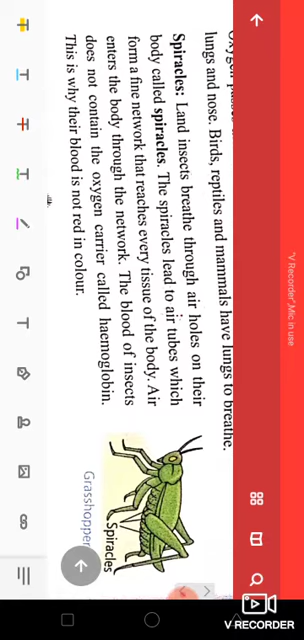 lungs and nose. Birds, reptiles and mammals have lungs to breathe.
Spiracles: Land insects breathe through air holes on their
body called spiracles. The spiracles lead to air tubes which
form a fine network that reaches every tissue of the body. Air
enters the body through the network. The blood of insects
does not contain the oxygen carrier called haemoglobin.
This is why their blood is not red in colour.
Spiracles
Grasshopper
"V Recorder",Mic in use
V RECORDER